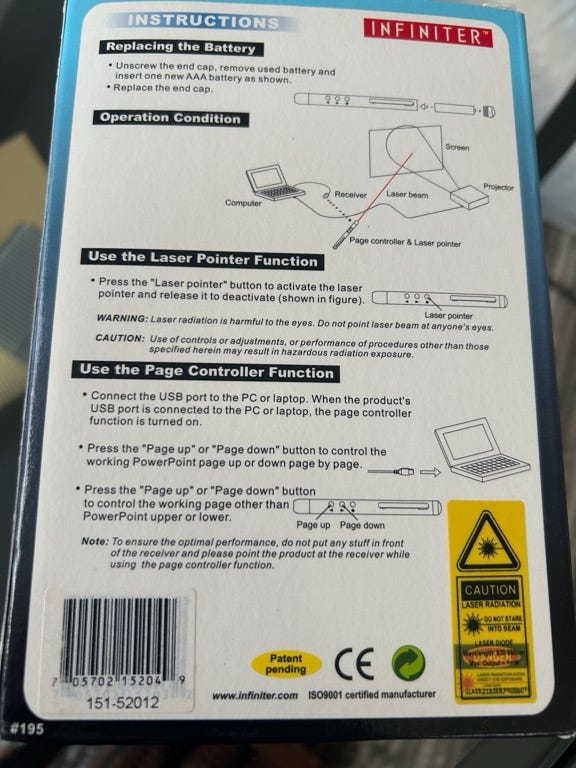 INSTRUCTIONS
INFINITER™
Replacing the Battery
• Unscrew the end cap, remove used battery and
insert one new AAA battery as shown.
• Replace the end cap.
Operation Condition
Screen
Projector
Receiver
Laser beam
Computer
Page controller & Laser pointer
Use the Laser Pointer Function
• Press the "Laser pointer" button to activate the laser
pointer and release it to deactivate (shown in figure).
Laser pointer
WARNING: Laser radiation is harmful to the eyes. Do not point laser beam at anyone's eyes.
CAUTION: Use of controls or adjustments, or performance of procedures other than those
specified herein may result in hazardous radiation exposure.
Use the Page Controller Function
• Connect the USB port to the PC or laptop. When the product's
USB port is connected to the PC or laptop, the page controller
function is turned on.
• Press the "Page up" or "Page down" button to control the
working PowerPoint page up or down page by page.
• Press the "Page up" or "Page down" button
to control the working page other than
PowerPoint upper or lower.
Page up Page down
Note: To ensure the optimal performance, do not put any stuff in front
of the receiver and please point the product at the receiver while
using the page controller function.
CAUTION
LASER RADIATION
DO NOT STARE
INTO BEAM
LASER DIODE
CLASS 2 LASER PRODUCT
7 05702 15204 9
151-52012
Patent
pending
CE
www.infiniter.com ISO9001 certified manufacturer
#195